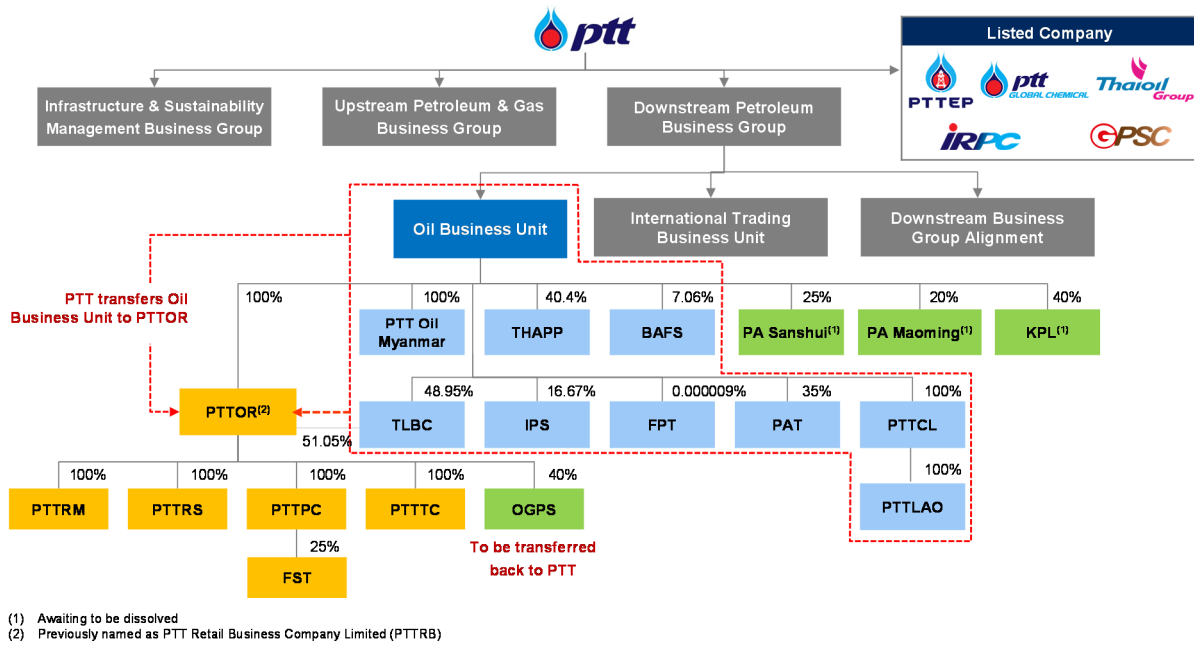 ptt
Listed Company
PTTEP
ptt
GLOBAL CHEMICAL
Thaioil
Group
IRPC
GPSC
Infrastructure & Sustainability
Management Business Group
Upstream Petroleum & Gas
Business Group
Downstream Petroleum
Business Group
Oil Business Unit
International Trading
Business Unit
Downstream Business
Group Alignment
PTT transfers Oil
Business Unit to PTTOR
100%
100%
40.4%
7.06%
25%
20%
40%
PTT Oil
Myanmar
THAPP
BAFS
PA Sanshui(1)
PA Maoming(1)
KPL(1)
48.95%
16.67%
0.000009%
35%
100%
PTTOR(2)
TLBC
IPS
FPT
PAT
PTTCL
51.05%
100%
100%
100%
100%
40%
100%
PTTRM
PTTRS
PTTPC
PTTTC
OGPS
PTTLAO
25%
To be transferred
back to PTT
FST
(1) Awaiting to be dissolved
(2) Previously named as PTT Retail Business Company Limited (PTTRB)